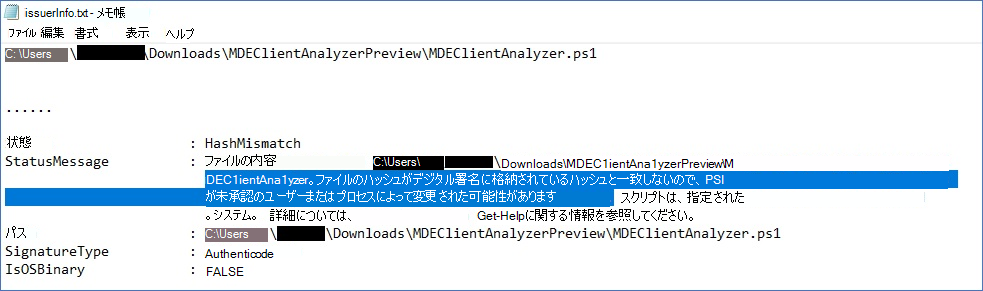 issuerInfo.txt - メモ帳
ファイル 編集 書式 表示 ヘルプ
C:\Users \ \Downloads\MDEClientAnalyzerPreview\MDEClientAnalyzer.ps1
......
状態 : HashMismatch
StatusMessage : ファイルの内容 C:\Users\ \Downloads\MDEC1ientAna1yzerPreview\M
DEC1ientAna1yzer。ファイルのハッシュがデジタル署名に格納されているハッシュと一致しないので、PSI
が未承認のユーザーまたはプロセスによって変更された可能性があります . スクリプトは、指定された
。システム。 詳細については、 Get-Helpに関する情報を参照してください。
パス : C:\Users \ \Downloads\MDEClientAnalyzerPreview\MDEClientAnalyzer.ps1
SignatureType : Authenticode
IsOSBinary : FALSE